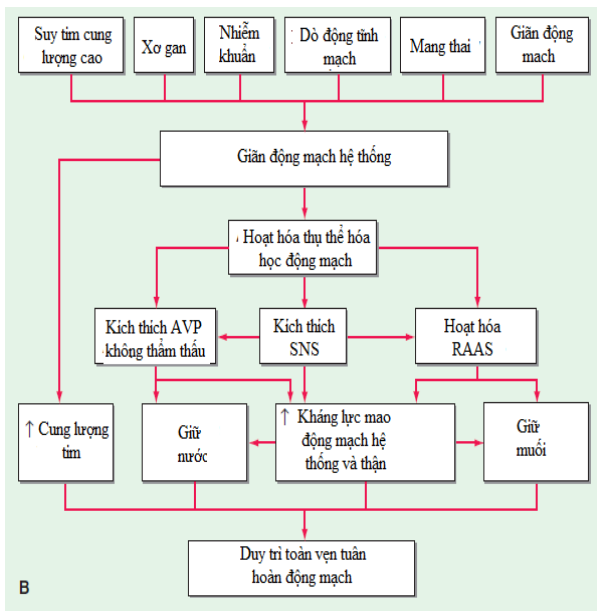 Suy tim cung
lượng cao
Xơ gan
Nhiễm
khuẩn
Dò động tĩnh
mạch
Mang thai
Giãn động
mach
Giãn động mạch hệ thống
Hoạt hóa thụ thể hóa
học động mạch
Kích thích AVP
không thẩm thấu
Kích thích
SNS
Hoạt hóa
RAAS
↑ Cung lượng
tim
Giữ
nước
↑ Kháng lực mao
động mạch hệ
thống và thận
Giữ
muối
Duy trì toàn vẹn tuân
hoàn động mạch
B